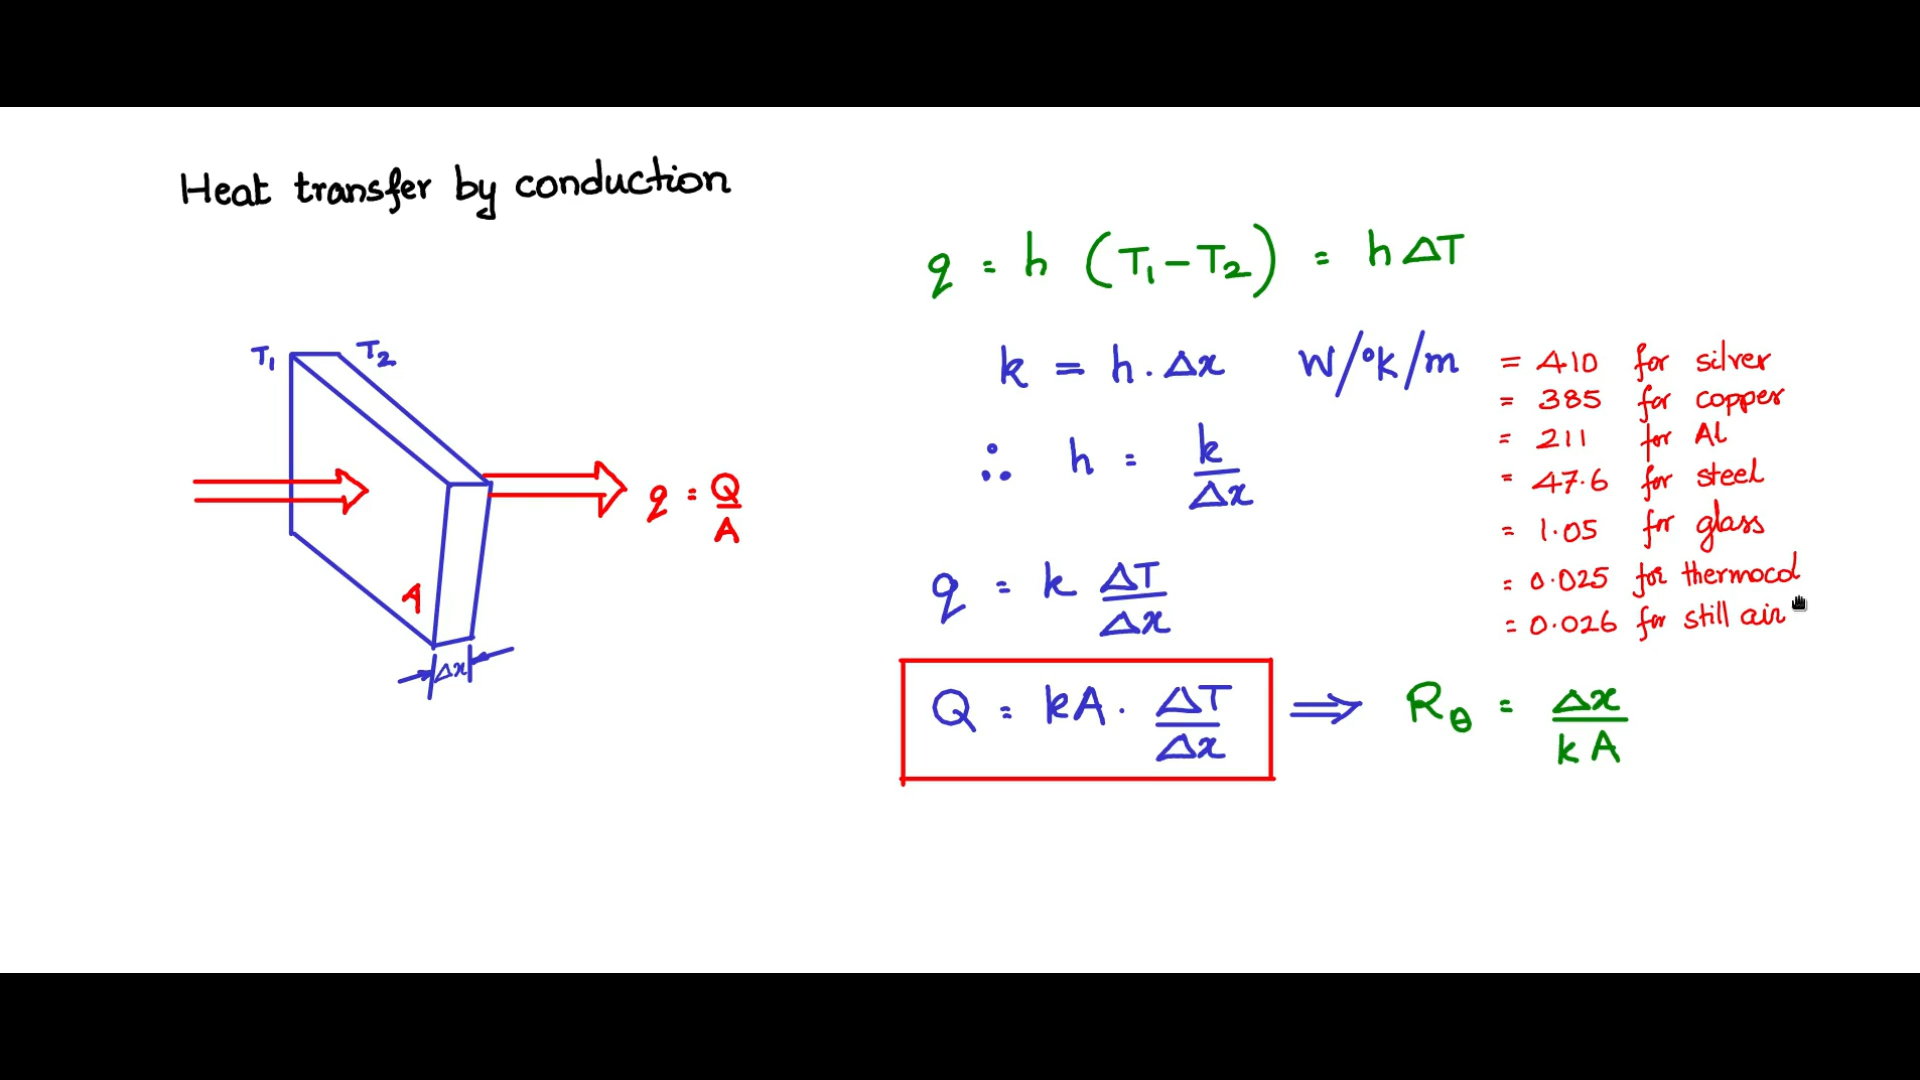 Heat transfer by conduction
T₁ T₂
q = Q/A
A
Δx
q = h (T₁-T₂) = hΔT
k = h.Δx W/°K/m
= 410 for silver
= 385 for copper
= 211 for Al
= 47.6 for steel
= 1.05 for glass
= 0.025 for thermocol
= 0.026 for still air
∴ h = k/Δx
q = k ΔT/Δx
Q = kA. ΔT/Δx ⟹ R_θ = Δx/kA